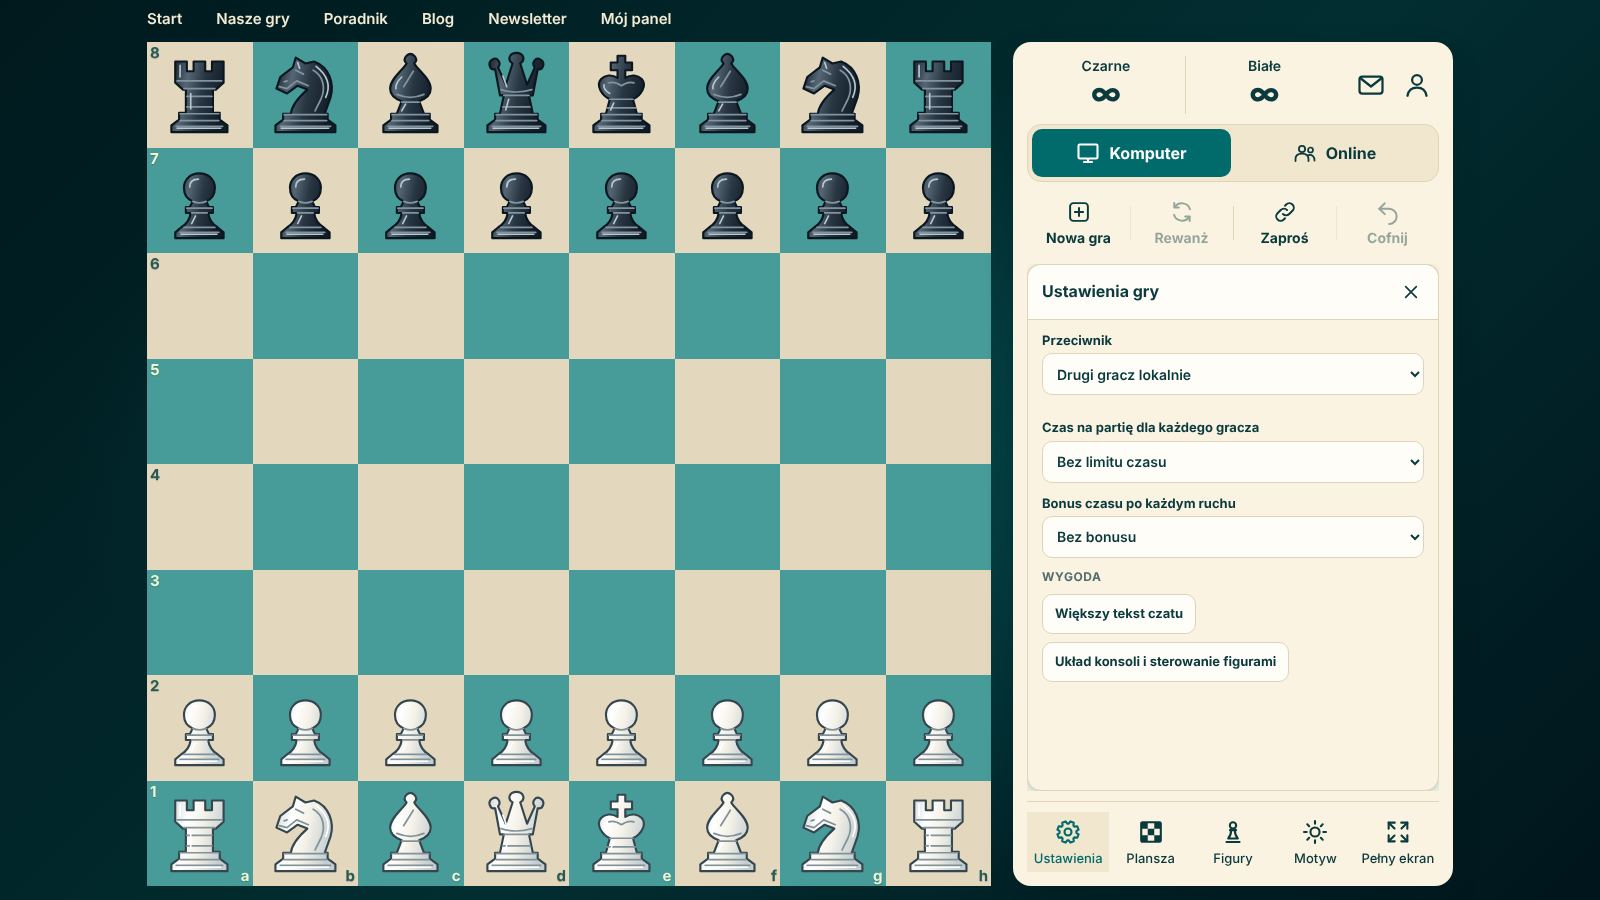 Start Nasze gry Poradnik Blog Newsletter Mój panel
8
7
6
5
4
3
2
1
a b c d e f g h
Czarne Białe
∞ ∞
Komputer Online
Nowa gra Rewanż Zaproś Cofnij
Ustawienia gry
Przeciwnik
Drugi gracz lokalnie
Czas na partię dla każdego gracza
Bez limitu czasu
Bonus czasu po każdym ruchu
Bez bonusu
WYGODA
Większy tekst czatu
Układ konsoli i sterowanie figurami
Ustawienia Plansza Figury Motyw Pełny ekran